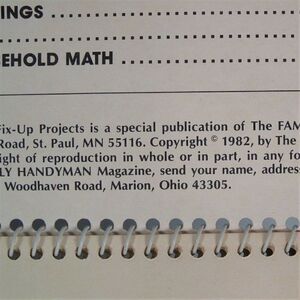 INGS ................................
................................
SEHOLD MATH ....................
Fix-Up Projects is a special publication of The FAM
Road, St. Paul, MN 55116. Copyright © 1982, by The
ight of reproduction in whole or in part, in any fo
LY HANDYMAN Magazine, send your name, address
Woodhaven Road, Marion, Ohio 43305.